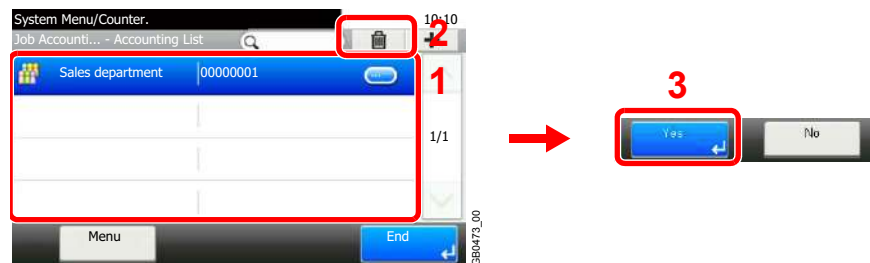 System Menu/Counter.
10:10
Job Accounti... - Accounting List
2
Sales department 00000001
1
1/1
Menu
End
GB0473_00
3
Yes
No